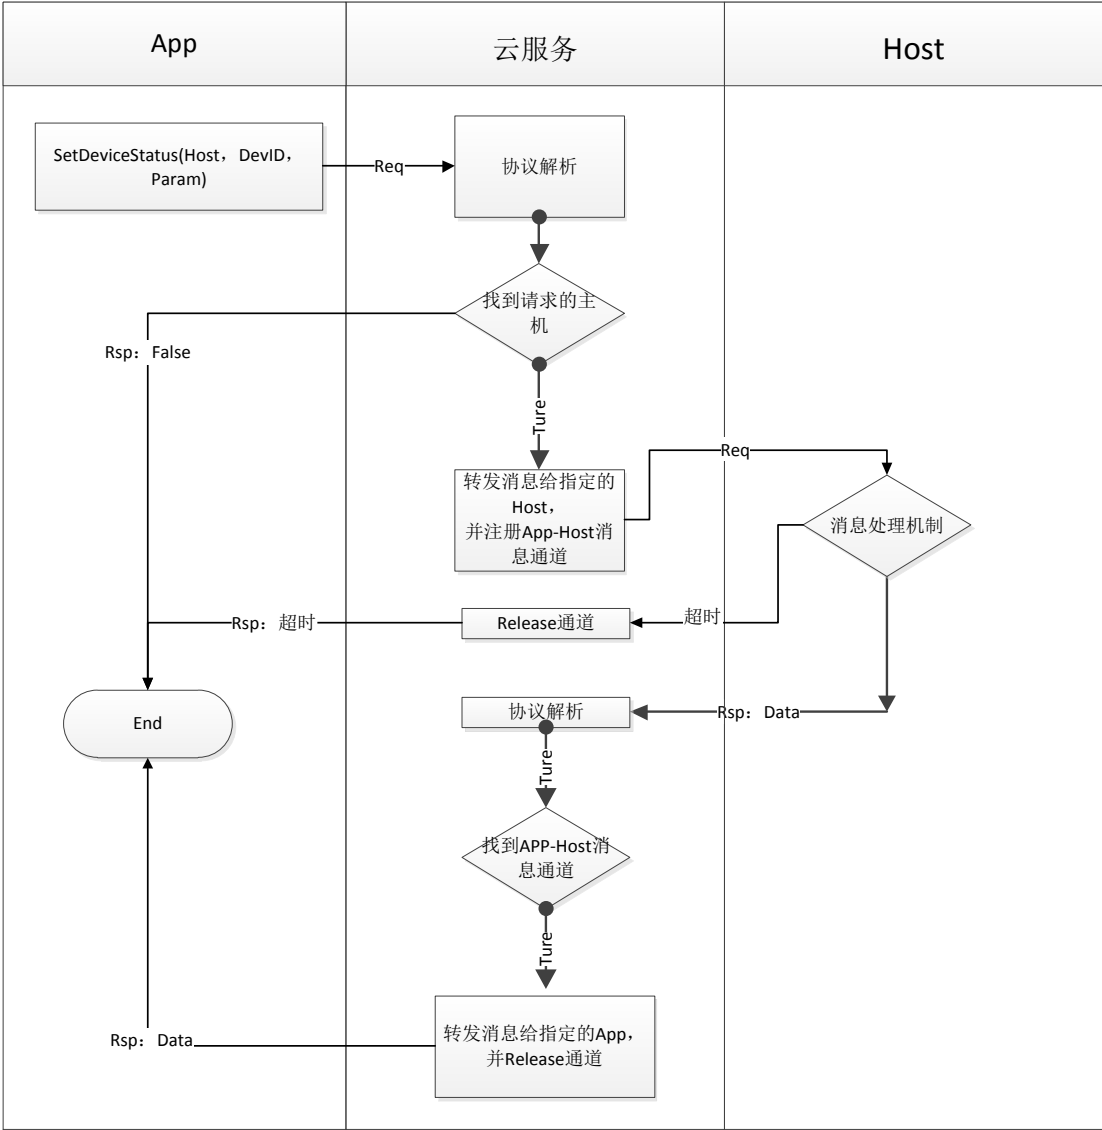 App
云服务
Host
SetDeviceStatus(Host，DevID，
Param)
Req
协议解析
找到请求的主
机
Rsp：False
Ture
Req
转发消息给指定的
Host，
并注册App-Host消
息通道
消息处理机制
超时
Release通道
Rsp：超时
End
Rsp：Data
协议解析
Ture
找到APP-Host消
息通道
Ture
转发消息给指定的App，
并Release通道
Rsp：Data